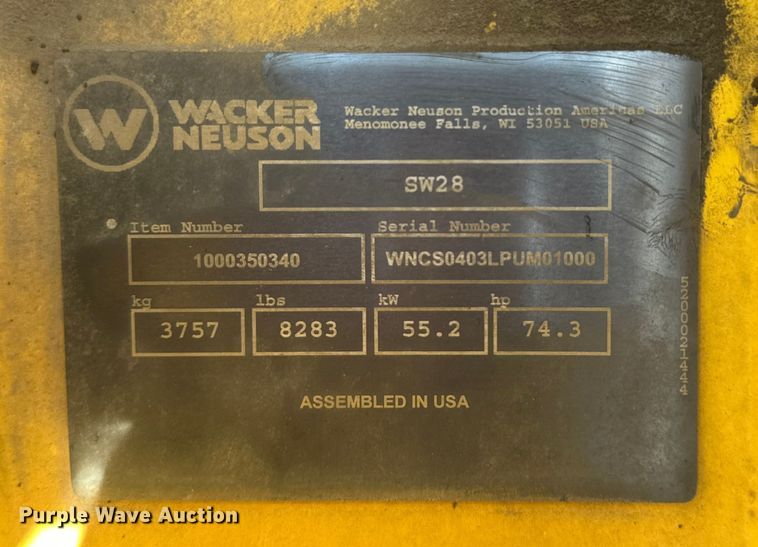 W WACKER NEUSON
Wacker Neuson Production Americas LLC
Menomonee Falls, WI 53051 USA
SW28
Item Number Serial Number
1000350340 WNCS0403LPUM01000
kg lbs kW hp
3757 8283 55.2 74.3
5200021444
ASSEMBLED IN USA
Purple Wave Auction